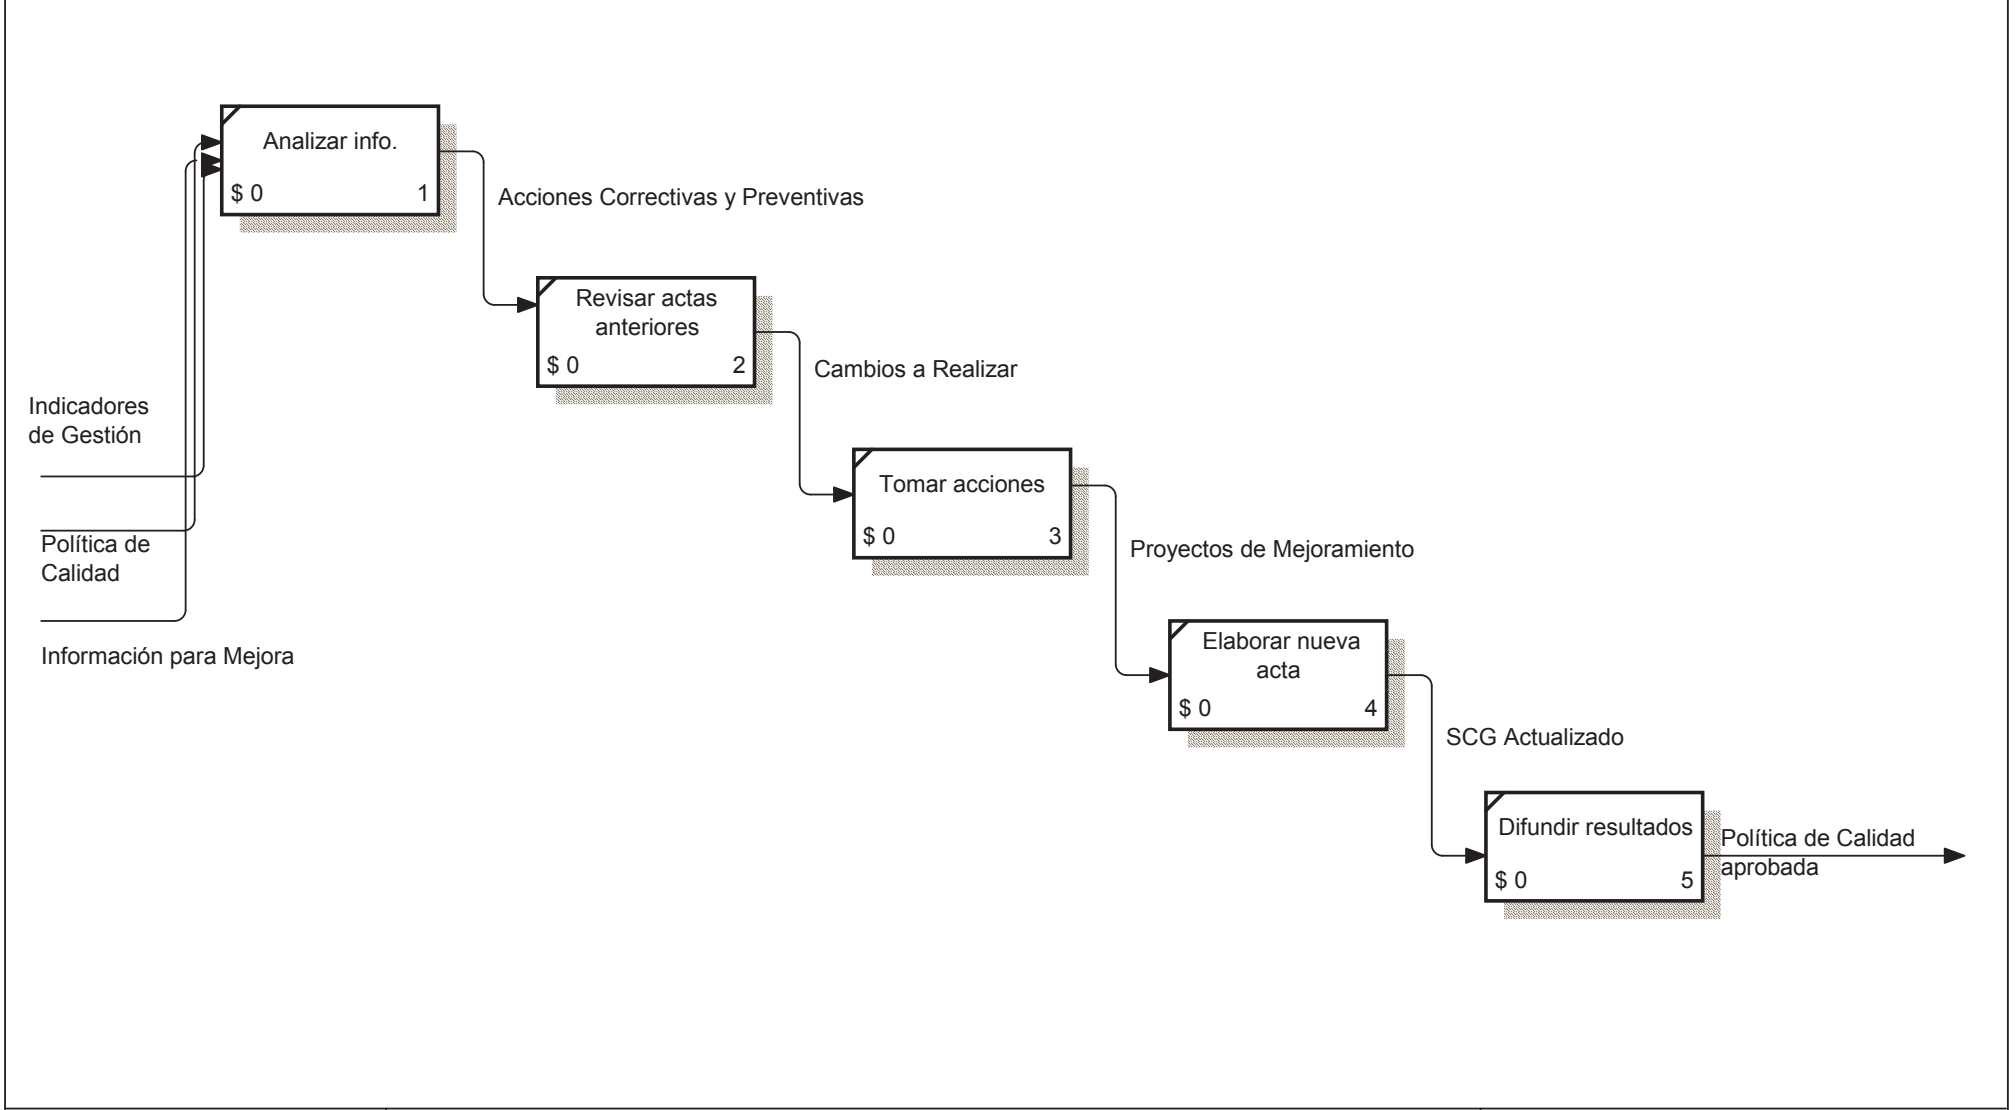 Analizar info.
$ 0
1
Acciones Correctivas y Preventivas
Revisar actas
anteriores
$ 0
2
Cambios a Realizar
Indicadores
de Gestión
Política de
Calidad
Información para Mejora
Tomar acciones
$ 0
3
Proyectos de Mejoramiento
Elaborar nueva
acta
$ 0
4
SCG Actualizado
Difundir resultados
$ 0
5
Política de Calidad
aprobada